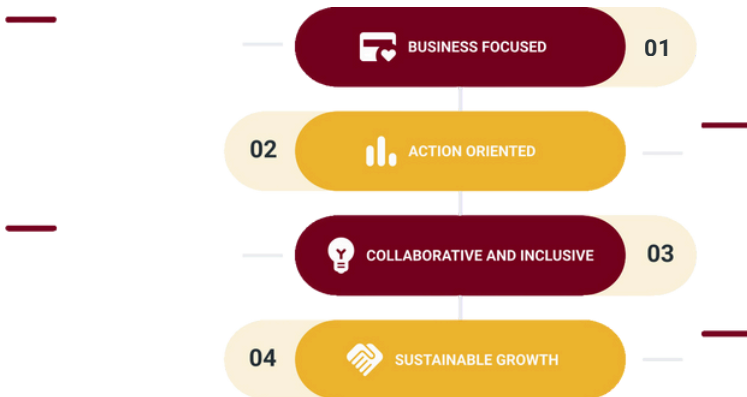 BUSINESS FOCUSED 01
02 ACTION ORIENTED
COLLABORATIVE AND INCLUSIVE 03
04 SUSTAINABLE GROWTH